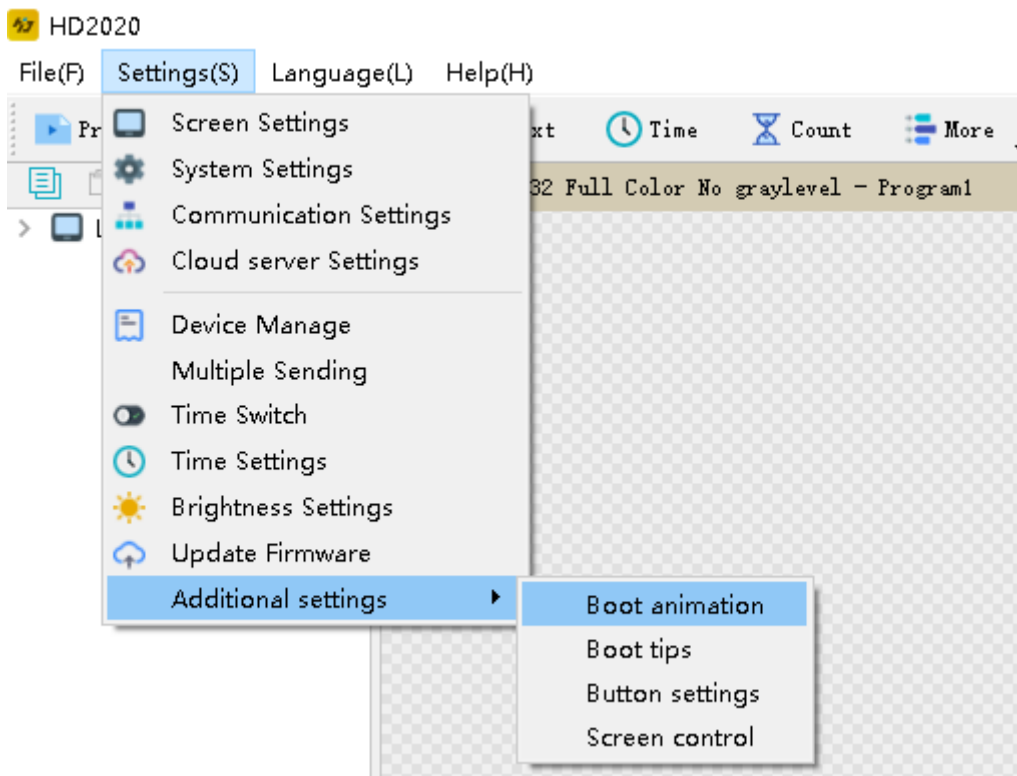 HD2020
File(F) Settings(S) Language(L) Help(H)
Time Count More
32 Full Color No graylevel - Program1
Screen Settings
System Settings
Communication Settings
Cloud server Settings
Device Manage
Multiple Sending
Time Switch
Time Settings
Brightness Settings
Update Firmware
Additional settings
Boot animation
Boot tips
Button settings
Screen control